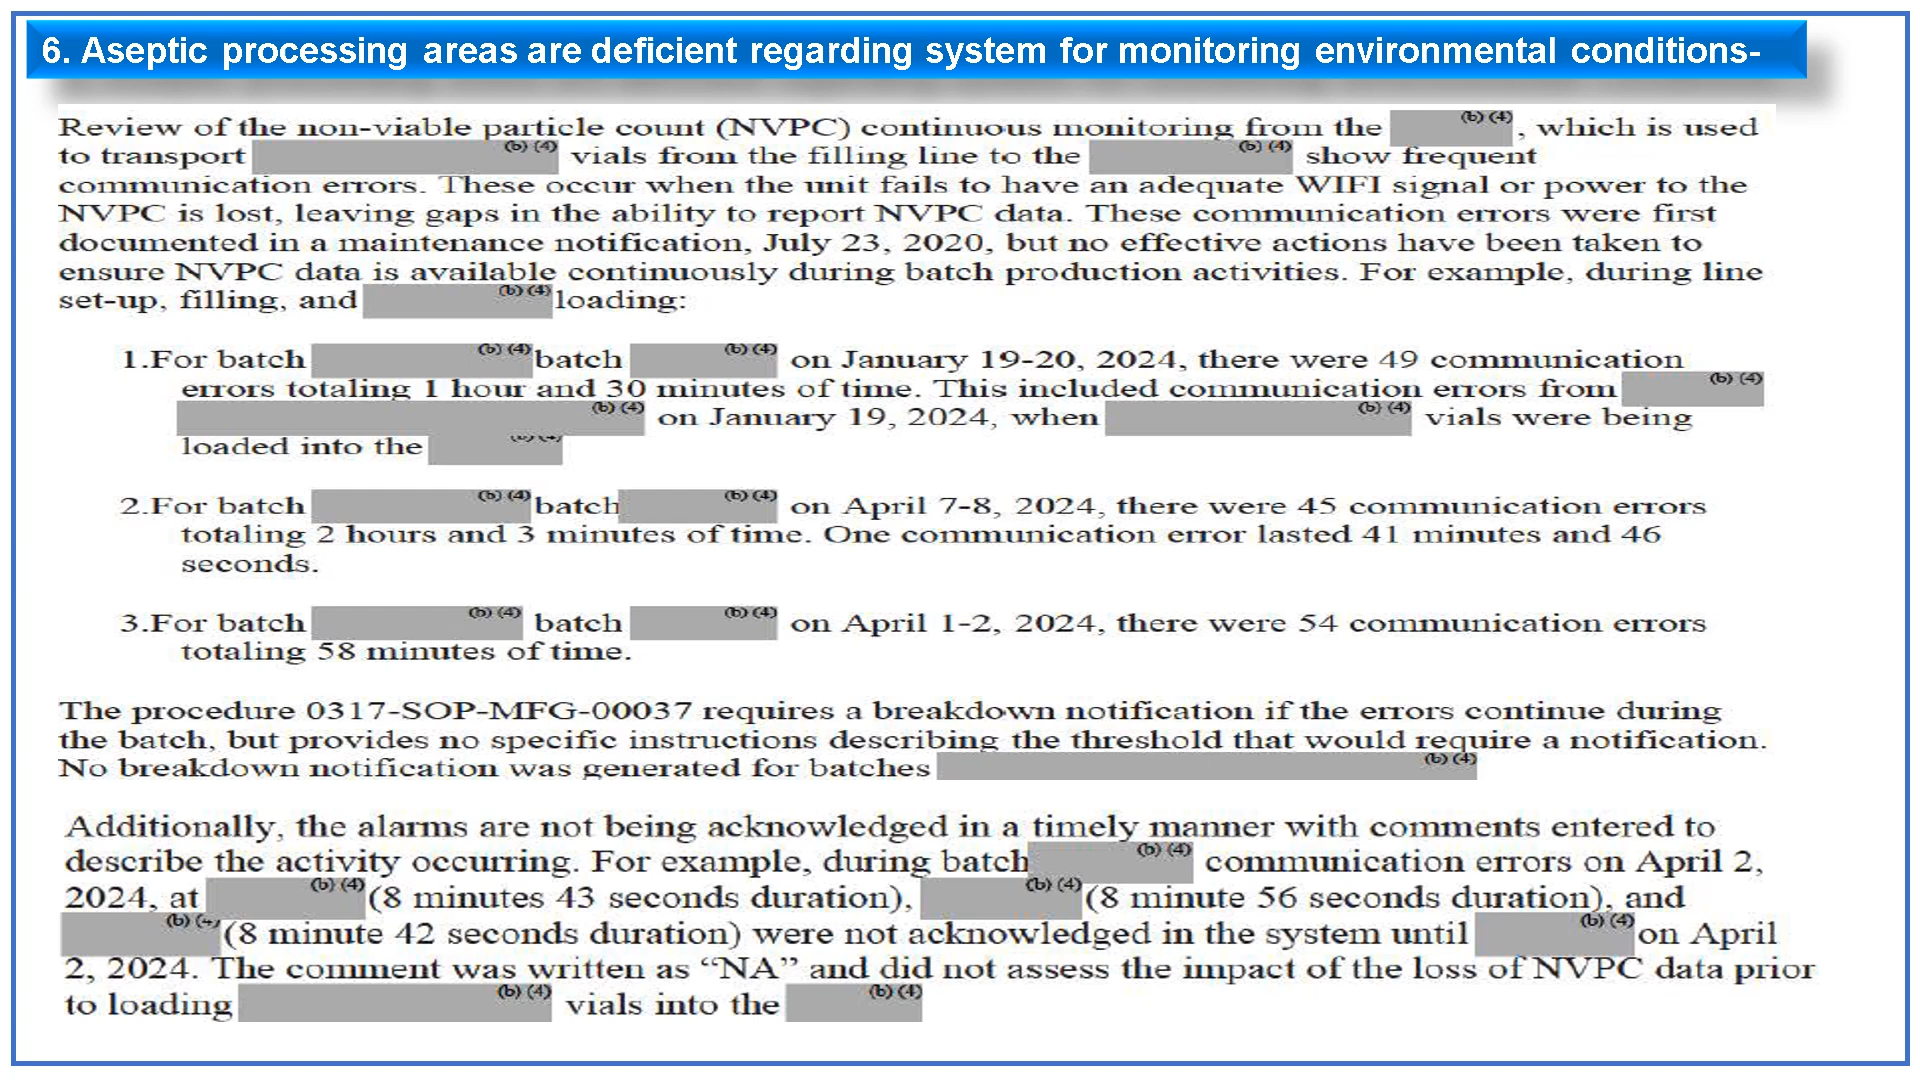 6. Aseptic processing areas are deficient regarding system for monitoring environmental conditions-
Review of the non-viable particle count (NVPC) continuous monitoring from the (b) (4), which is used
to transport (b) (4) vials from the filling line to the (b) (4) show frequent
communication errors. These occur when the unit fails to have an adequate WIFI signal or power to the
NVPC is lost, leaving gaps in the ability to report NVPC data. These communication errors were first
documented in a maintenance notification, July 23, 2020, but no effective actions have been taken to
ensure NVPC data is available continuously during batch production activities. For example, during line
set-up, filling, and (b) (4) loading:
1.For batch (b) (4) batch (b) (4) on January 19-20, 2024, there were 49 communication
errors totaling 1 hour and 30 minutes of time. This included communication errors from (b) (4)
(b) (4) on January 19, 2024, when (b) (4) vials were being
loaded into the (b) (4)
2.For batch (b) (4) batch (b) (4) on April 7-8, 2024, there were 45 communication errors
totaling 2 hours and 3 minutes of time. One communication error lasted 41 minutes and 46
seconds.
3.For batch (b) (4) batch (b) (4) on April 1-2, 2024, there were 54 communication errors
totaling 58 minutes of time.
The procedure 0317-SOP-MFG-00037 requires a breakdown notification if the errors continue during
the batch, but provides no specific instructions describing the threshold that would require a notification.
No breakdown notification was generated for batches (b) (4)
Additionally, the alarms are not being acknowledged in a timely manner with comments entered to
describe the activity occurring. For example, during batch (b) (4) communication errors on April 2,
2024, at (b) (4) (8 minutes 43 seconds duration), (b) (4) (8 minute 56 seconds duration), and
(b) (4) (8 minute 42 seconds duration) were not acknowledged in the system until (b) (4) on April
2, 2024. The comment was written as “NA” and did not assess the impact of the loss of NVPC data prior
to loading (b) (4) vials into the (b) (4)